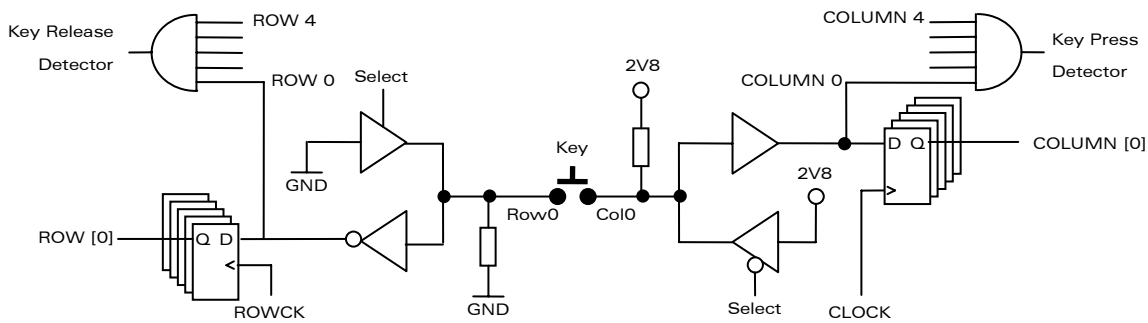 ROW 4
COLUMN 4
Key Release
Detector
Key Press
Detector
ROW 0
Select
2V8
COLUMN 0
Key
D Q
COLUMN [0]
GND
2V8
Row0
Col0
ROW [0]
Q D
GND
Select
ROWCK
CLOCK